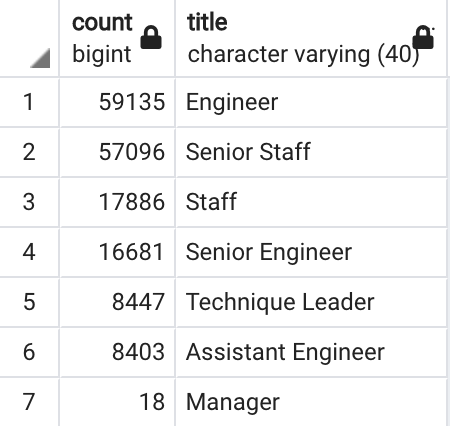 count title
bigint character varying (40)
1 59135 Engineer
2 57096 Senior Staff
3 17886 Staff
4 16681 Senior Engineer
5 8447 Technique Leader
6 8403 Assistant Engineer
7 18 Manager